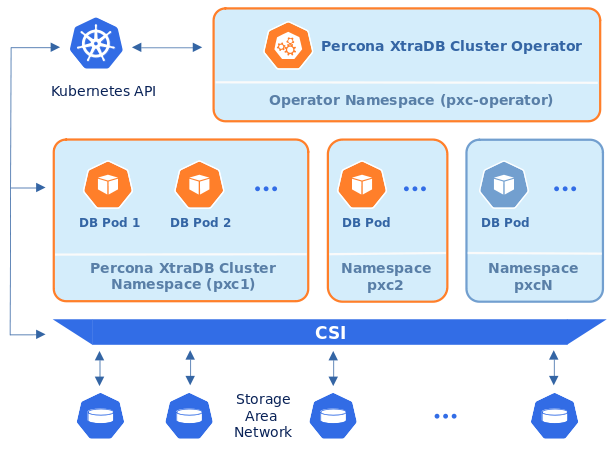 Percona XtraDB Cluster Operator
Kubernetes API
Operator Namespace (pxc-operator)
DB Pod 1
DB Pod 2
DB Pod
DB Pod
Percona XtraDB Cluster
Namespace (pxc1)
Namespace
pxc2
Namespace
pxcN
CSI
Storage
Area
Network